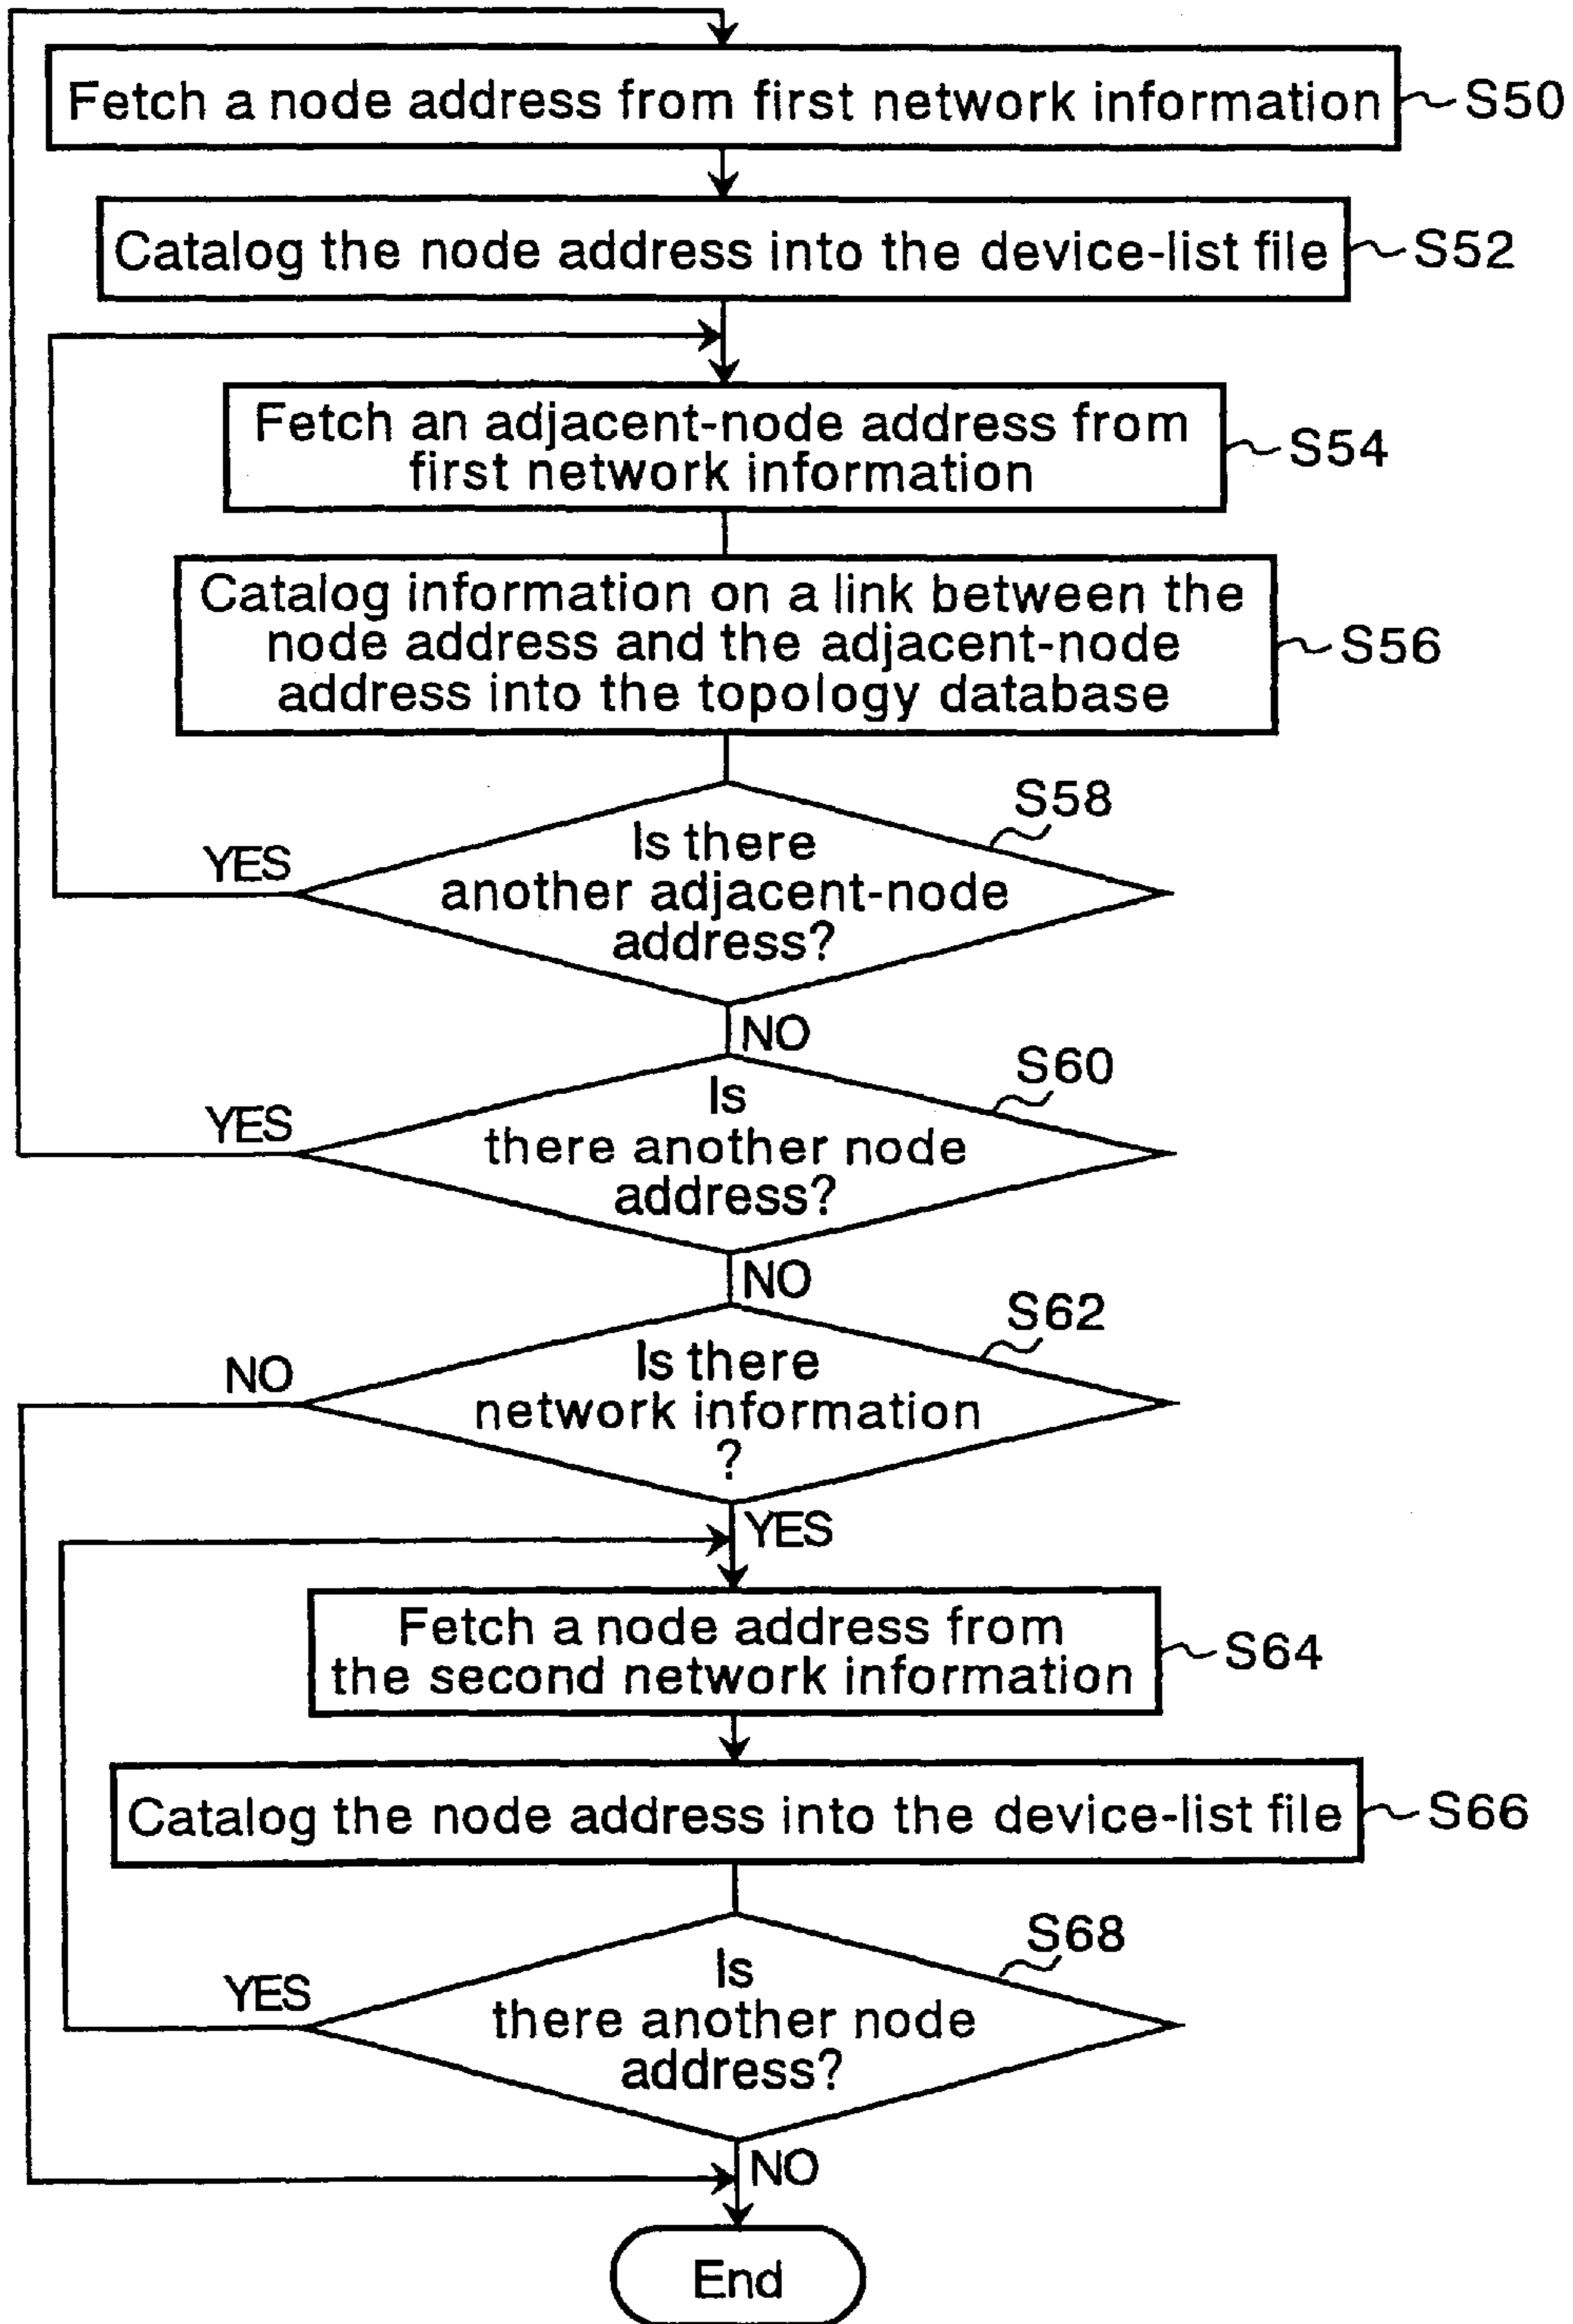 Fetch a node address from first network information
S50
Catalog the node address into the device-list file
S52
Fetch an adjacent-node address from
first network information
S54
Catalog information on a link between the
node address and the adjacent-node
address into the topology database
S56
S58
Is there
another adjacent-node
address?
YES
NO
S60
Is
there another node
address?
YES
NO
S62
Is there
network information
?
NO
YES
Fetch a node address from
the second network information
S64
Catalog the node address into the device-list file
S66
S68
Is
there another node
address?
YES
NO
End